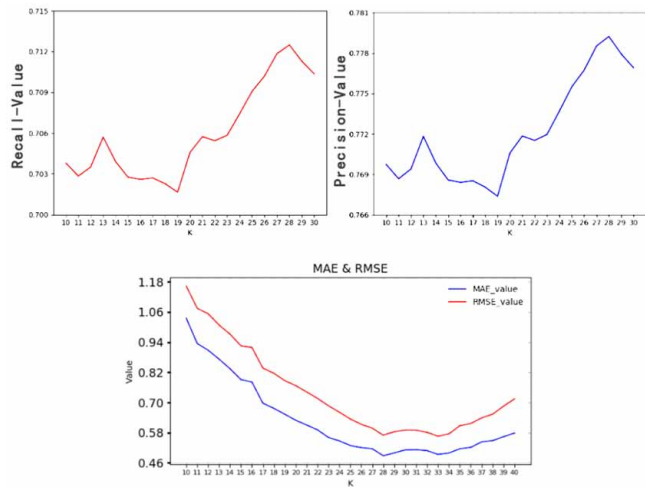 Recall-Value
0.715
0.712
0.709
0.706
0.703
0.700
10 11 12 13 14 15 16 17 18 19 20 21 22 23 24 25 26 27 28 29 30
K
Precision-Value
0.781
0.778
0.775
0.772
0.769
0.766
10 11 12 13 14 15 16 17 18 19 20 21 22 23 24 25 26 27 28 29 30
K
MAE & RMSE
Value
1.18
1.06
0.94
0.82
0.70
0.58
0.46
MAE_value
RMSE_value
10 11 12 13 14 15 16 17 18 19 20 21 22 23 24 25 26 27 28 29 30 31 32 33 34 35 36 37 38 39 40
K